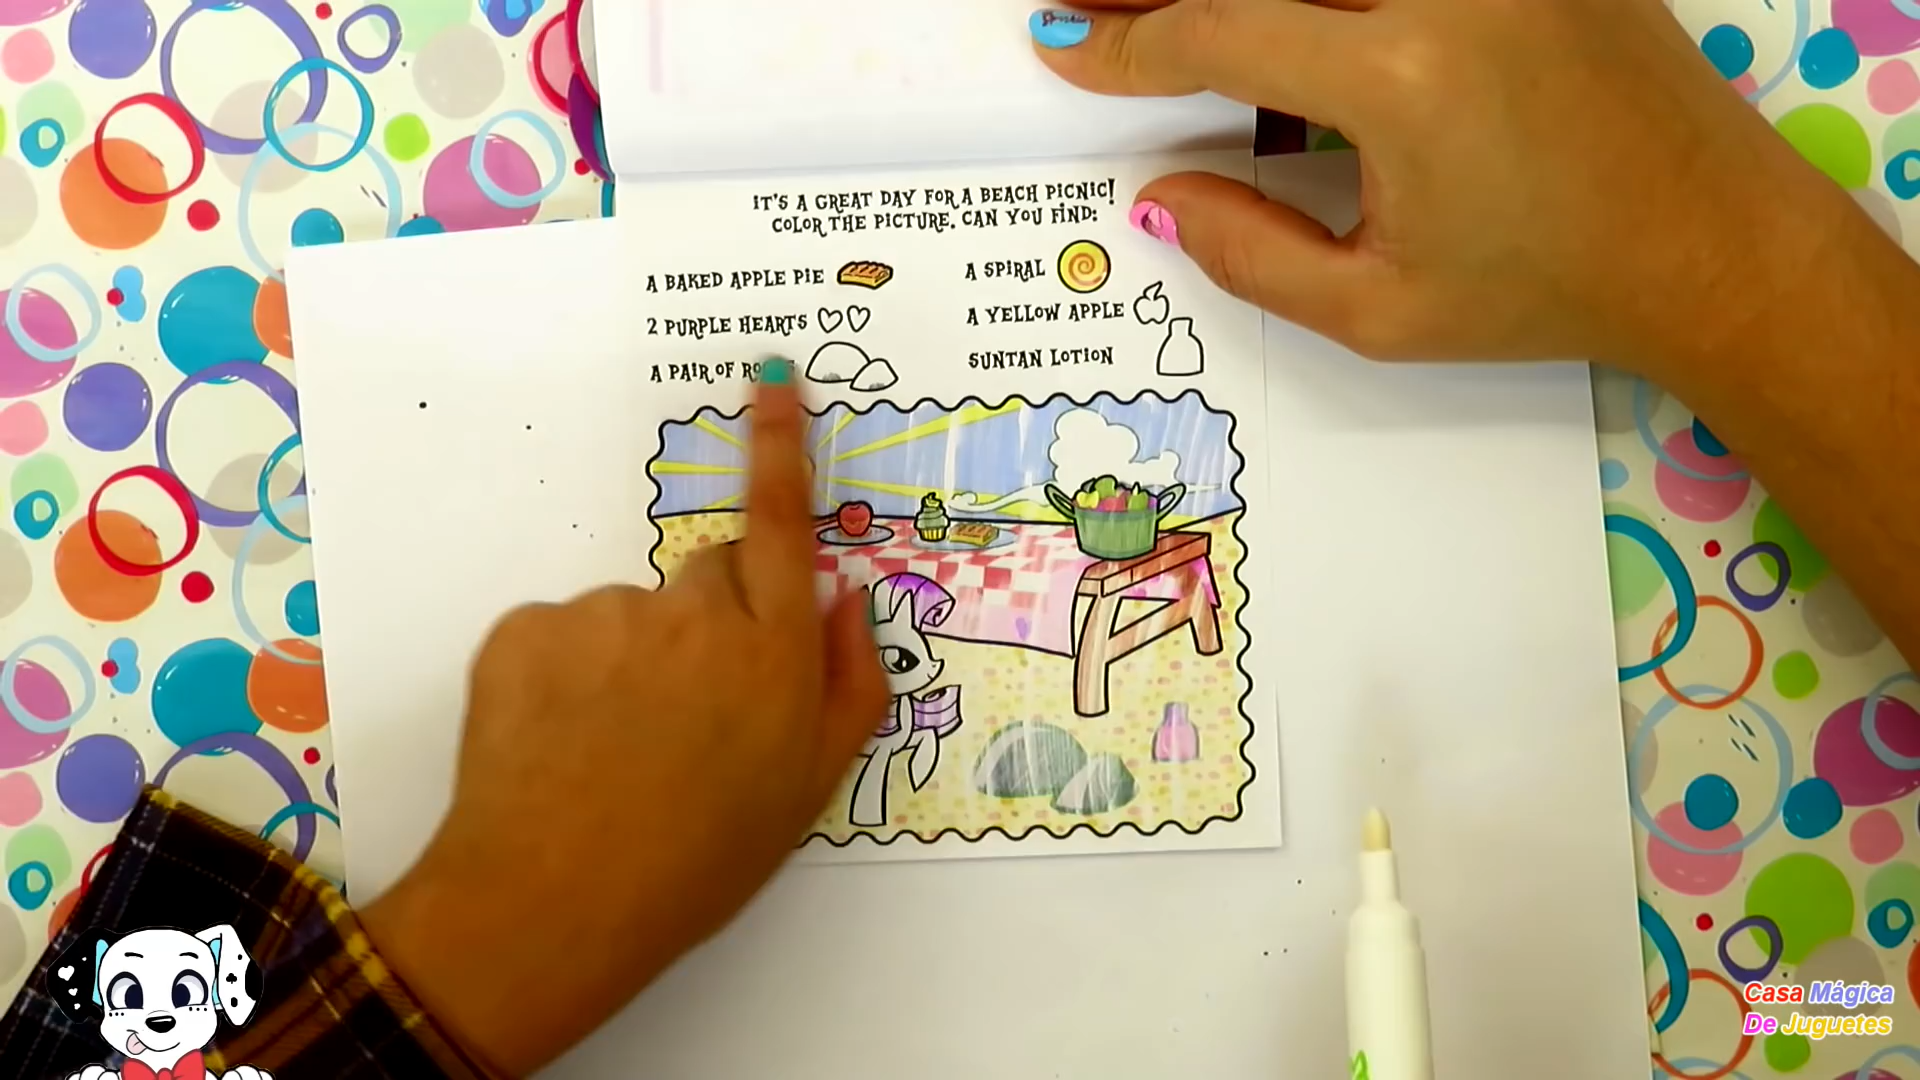 IT'S A GREAT DAY FOR A BEACH PICNIC!
COLOR THE PICTURE. CAN YOU FIND:
A BAKED APPLE PIE
2 PURPLE HEARTS
A PAIR OF
A SPIRAL
A YELLOW APPLE
SUNTAN LOTION
Casa Mágica
De Juguetes